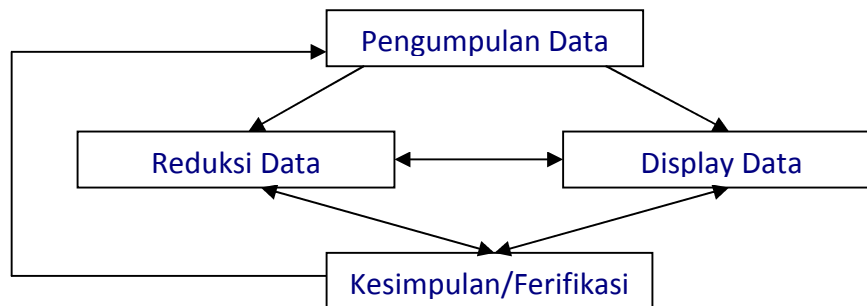 Pengumpulan Data
Reduksi Data
Display Data
Kesimpulan/Ferifikasi